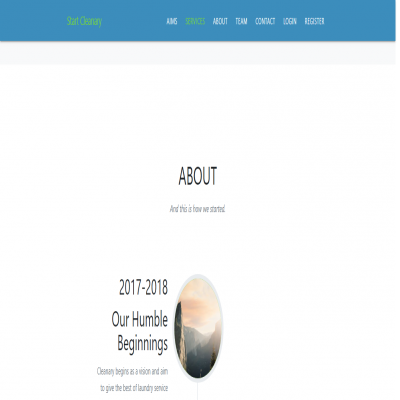 Start Cleanary
AIMS SERVICES ABOUT TEAM CONTACT LOGIN REGISTER
ABOUT
And this is how we started.
2017-2018
Our Humble
Beginnings
Cleanary begins as a vision and aim
to give the best of laundry service